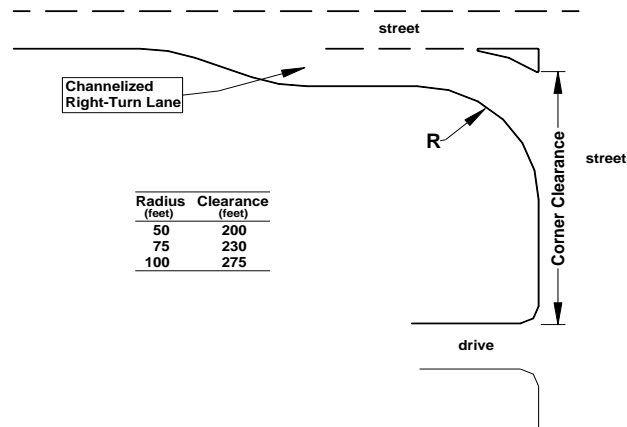 street
Channelized
Right-Turn Lane
R
Corner Clearance
street
Radius Clearance
(feet) (feet)
50 200
75 230
100 275
drive